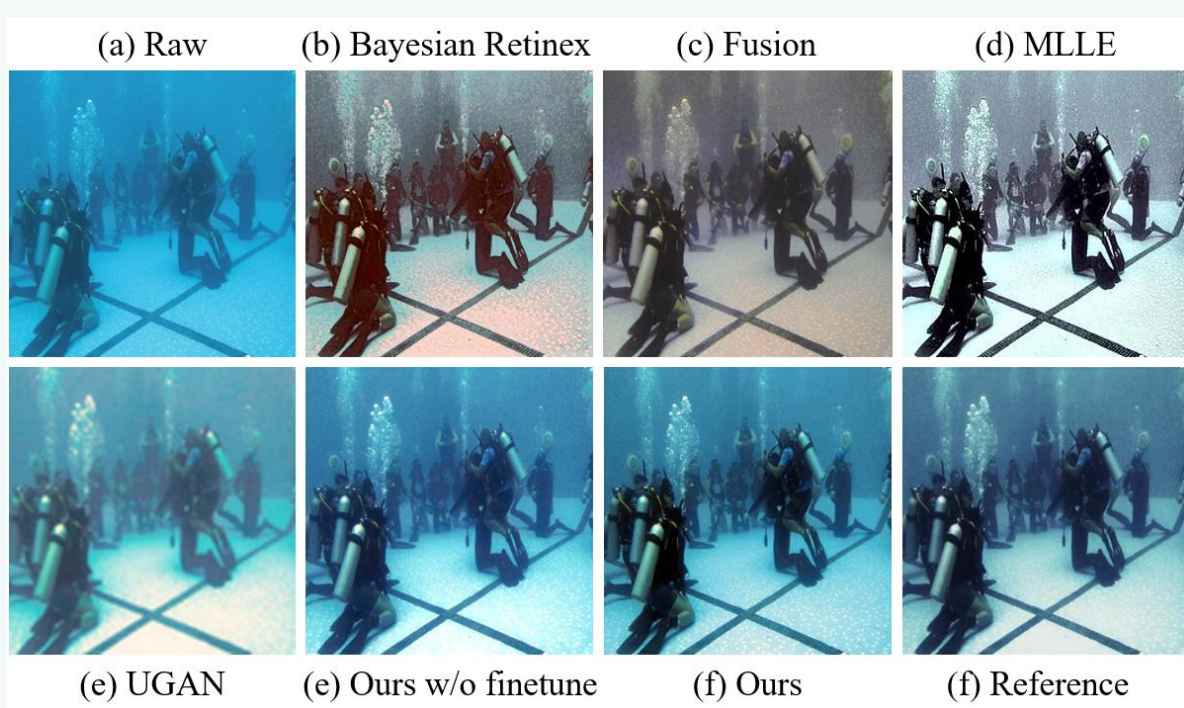 (a) Raw (b) Bayesian Retinex (c) Fusion (d) MLLE
(e) UGAN (e) Ours w/o finetune (f) Ours (f) Reference